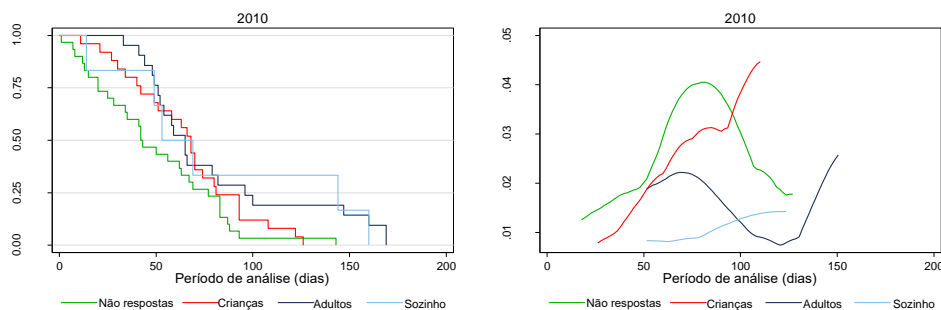 2010
1.00
0.75
0.50
0.25
0.00
0 50 100 150 200
Período de análise (dias)
Não respostas Crianças Adultos Sozinho
2010
.05
.04
.03
.02
.01
0 50 100 150 200
Período de análise (dias)
Não respostas Crianças Adultos Sozinho